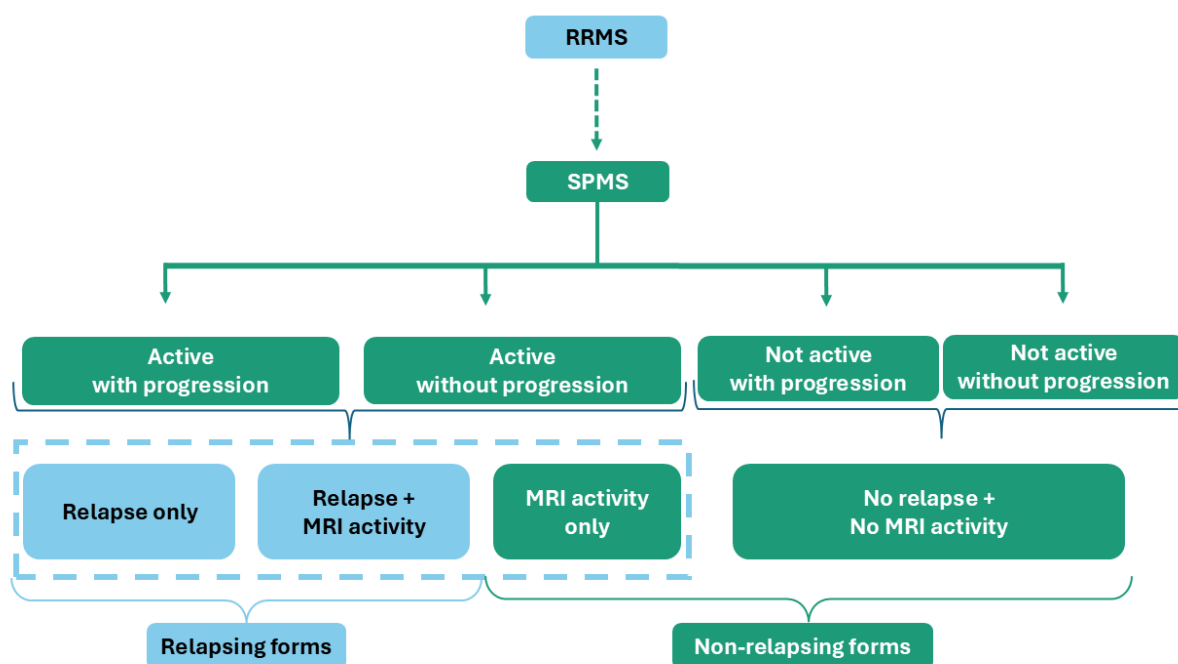 RRMS
SPMS
Active
with progression
Active
without progression
Not active
with progression
Not active
without progression
Relapse only
Relapse +
MRI activity
MRI activity
only
No relapse +
No MRI activity
Relapsing forms
Non-relapsing forms